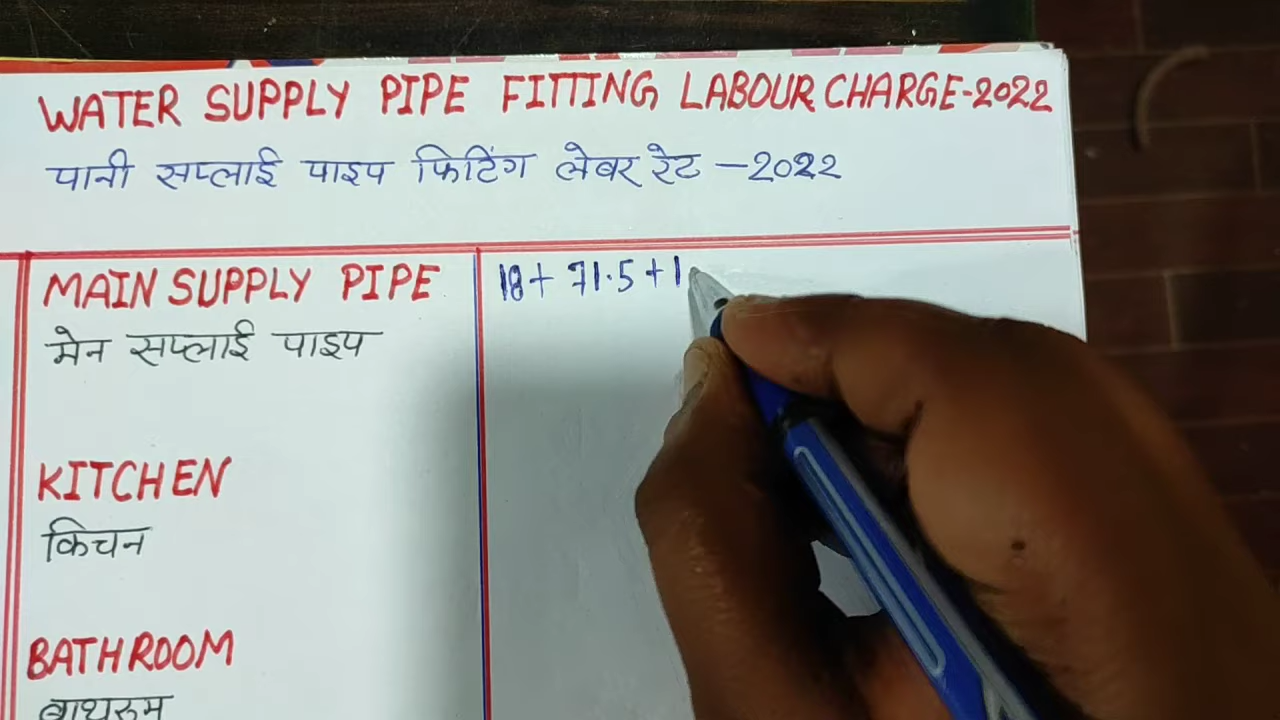 WATER SUPPLY PIPE FITTING LABOUR CHARGE-2022
पानी सप्लाई पाइप फिटिंग लेबर रेट -2022
MAIN SUPPLY PIPE
18+ 71.5+1
मेन सप्लाई पाइप
KITCHEN
किचन
BATHROOM
बाथरूम